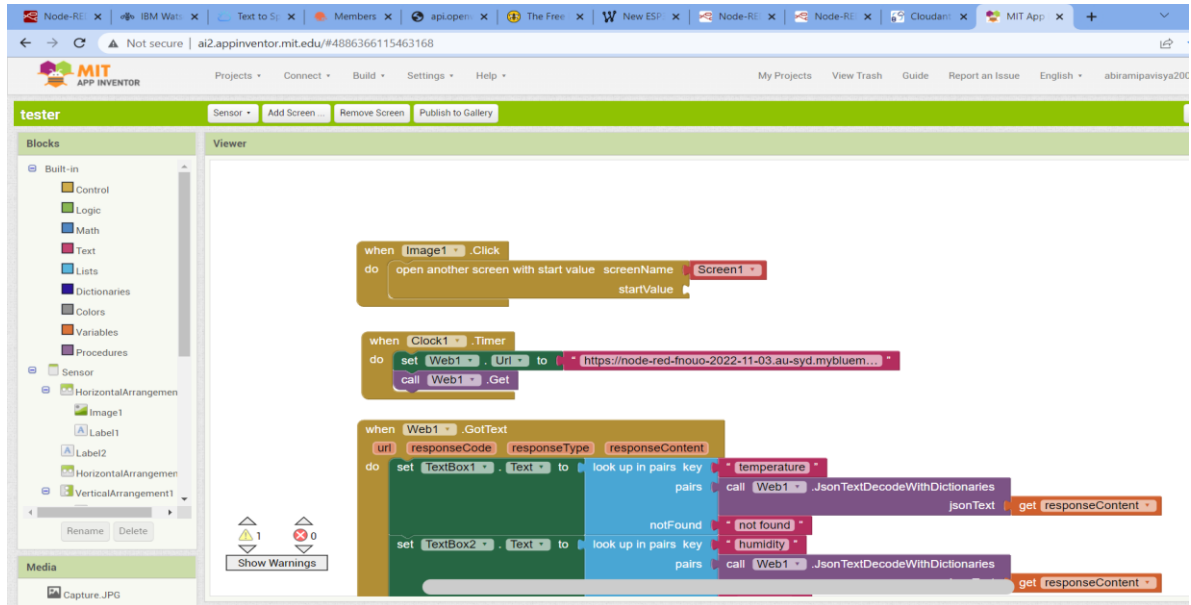 Node-RE
IBM Wats
Text to Sp
Members
api.open
The Free
New ESP
Node-RE
Node-RE
Cloudant
MIT App
Not secure | ai2.appinventor.mit.edu/#4886366115463168
MIT
APP INVENTOR
Projects
Connect
Build
Settings
Help
My Projects
View Trash
Guide
Report an Issue
English
abiramipavisya200
tester
Sensor
Add Screen ...
Remove Screen
Publish to Gallery
Blocks
Viewer
Built-in
Control
Logic
Math
Text
Lists
Dictionaries
Colors
Variables
Procedures
Sensor
HorizontalArrangemen
Image1
Label1
Label2
HorizontalArrangemen
VerticalArrangement1
Rename
Delete
Media
Capture.JPG
when Image1 .Click
do open another screen with start value screenName Screen1
startValue
when Clock1 .Timer
do set Web1 . Url to " https://node-red-fnouo-2022-11-03.au-syd.mybluem... "
call Web1 .Get
when Web1 .GotText
url responseCode responseType responseContent
do set TextBox1 . Text to look up in pairs key " temperature "
pairs call Web1 .JsonTextDecodeWithDictionaries
jsonText get responseContent
notFound " not found "
set TextBox2 . Text to look up in pairs key " humidity "
pairs call Web1 .JsonTextDecodeWithDictionaries
get responseContent
1
0
Show Warnings